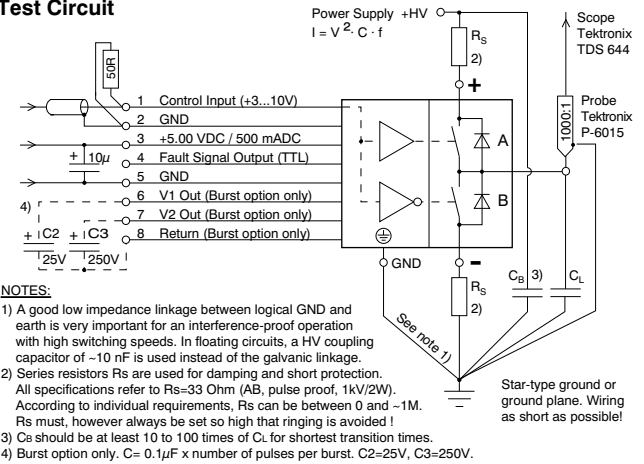 Test Circuit
Power Supply +HV
I = V ²· C · f
Scope
Tektronix
TDS 644
Probe
Tektronix
P-6015
1000:1
RS
2)
+
50R
1 Control Input (+3...10V)
2 GND
3 +5.00 VDC / 500 mADC
4 Fault Signal Output (TTL)
5 GND
6 V1 Out (Burst option only)
7 V2 Out (Burst option only)
8 Return (Burst option only)
+ 10µ
4)
+ C2
25V
+ C3
250V
A
B
GND
-
RS
2)
CB 3)
CL
See note 1)
Star-type ground or
ground plane. Wiring
as short as possible!
NOTES:
1) A good low impedance linkage between logical GND and
earth is very important for an interference-proof operation
with high switching speeds. In floating circuits, a HV coupling
capacitor of ~10 nF is used instead of the galvanic linkage.
2) Series resistors Rs are used for damping and short protection.
All specifications refer to Rs=33 Ohm (AB, pulse proof, 1kV/2W).
According to individual requirements, Rs can be between 0 and ~1M.
Rs must, however always be set so high that ringing is avoided !
3) CB should be at least 10 to 100 times of CL for shortest transition times.
4) Burst option only. C= 0.1µF x number of pulses per burst. C2=25V, C3=250V.